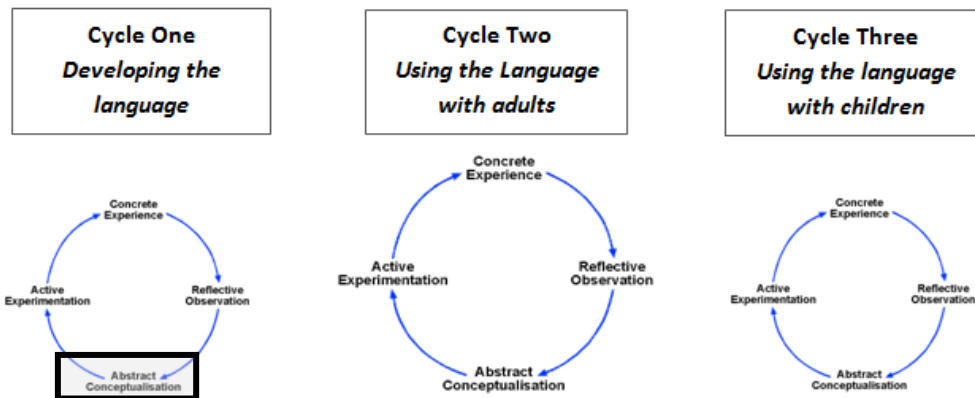 Cycle One
Developing the
language
Cycle Two
Using the Language
with adults
Cycle Three
Using the language
with children
Concrete
Experience
Active
Experimentation
Reflective
Observation
Abstract
Conceptualisation
Concrete
Experience
Active
Experimentation
Reflective
Observation
Abstract
Conceptualisation
Concrete
Experience
Active
Experimentation
Reflective
Observation
Abstract
Conceptualisation